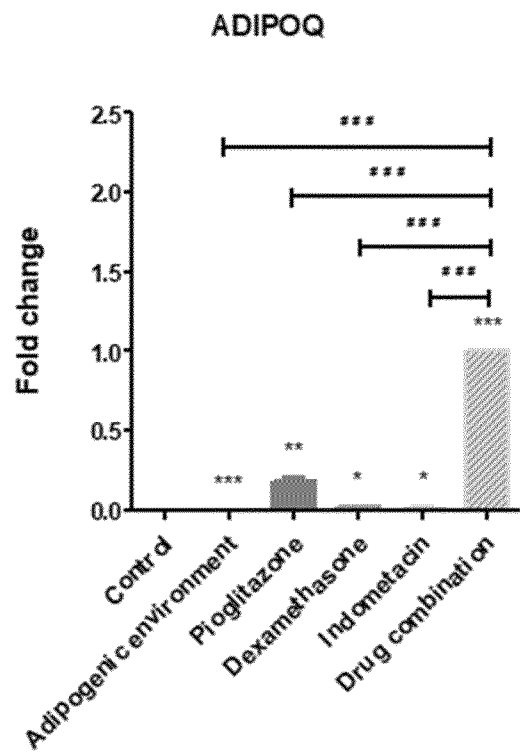 ADIPOQ
2.5
2.0
1.5
1.0
0.5
0.0
Fold change
###
###
###
###
***
***
**
*
*
Control
Adipogenic environment
Pioglitazone
Dexamethasone
Indometacin
Drug combination